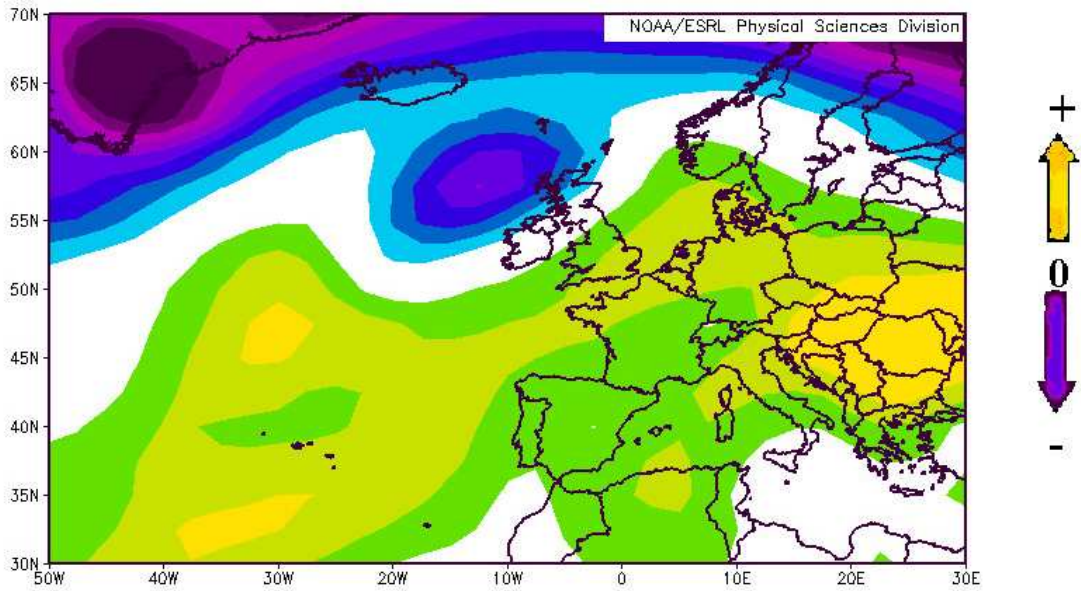 NOAA/ESRL Physical Sciences Division
70N
65N
60N
55N
50N
45N
40N
35N
30N
50W
40W
30W
20W
10W
0
10E
20E
30E
+
0
-